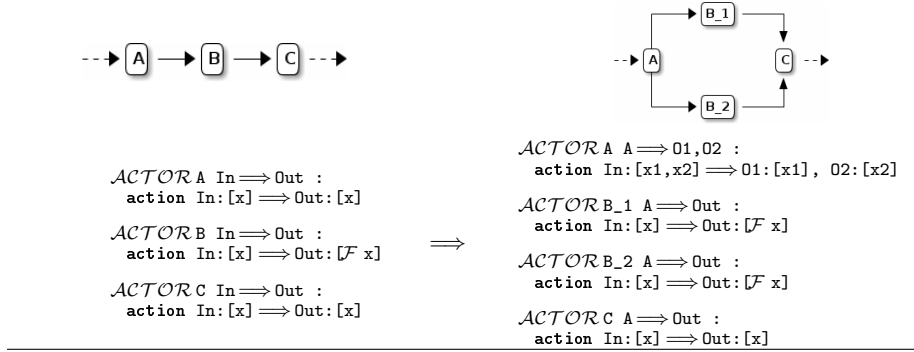 A B C
B_1
A C
B_2
ACTOR A In⟹Out :
action In:[x]⟹Out:[x]
ACTOR B In⟹Out :
action In:[x]⟹Out:[ℱ x]
ACTOR C In⟹Out :
action In:[x]⟹Out:[x]
⟹
ACTOR A A⟹O1,O2 :
action In:[x1,x2]⟹O1:[x1], O2:[x2]
ACTOR B_1 A⟹Out :
action In:[x]⟹Out:[ℱ x]
ACTOR B_2 A⟹Out :
action In:[x]⟹Out:[ℱ x]
ACTOR C A⟹Out :
action In:[x]⟹Out:[x]